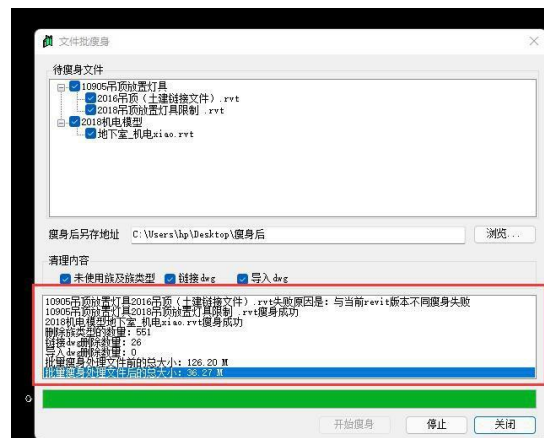 文件批瘦身
待瘦身文件
10905吊顶放置灯具
2016吊顶（土建链接文件）.rvt
2018吊顶放置灯具限制 .rvt
2018机电模型
地下室_机电xiao.rvt
瘦身后另存地址 C:\Users\hp\Desktop\瘦身后 浏览...
清理内容
未使用族及族类型 链接dwg 导入dwg
10905吊顶放置灯具2016吊顶（土建链接文件）.rvt失败原因是：与当前revit版本不同瘦身失败
10905吊顶放置灯具2018吊顶放置灯具限制 .rvt瘦身成功
2018机电模型地下室_机电xiao.rvt瘦身成功
删除族类型的数量：551
链接dwg删除数量：26
导入dwg删除数量：0
批量瘦身处理文件前的总大小：126.20 M
批量瘦身处理文件后的总大小：36.27 M
开始瘦身 停止 关闭